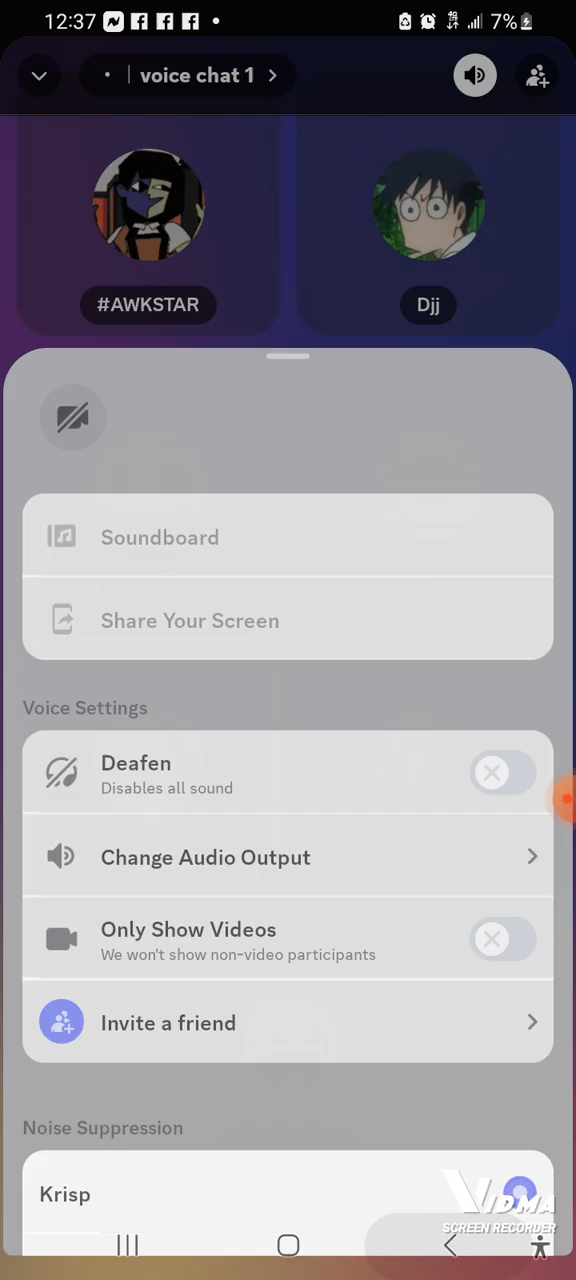 12:37 7%
voice chat 1
#AWKSTAR
Djj
Soundboard
Share Your Screen
Voice Settings
Deafen
Disables all sound
Change Audio Output
Only Show Videos
We won't show non-video participants
Invite a friend
Noise Suppression
Krisp
VIDMA
SCREEN RECORDER